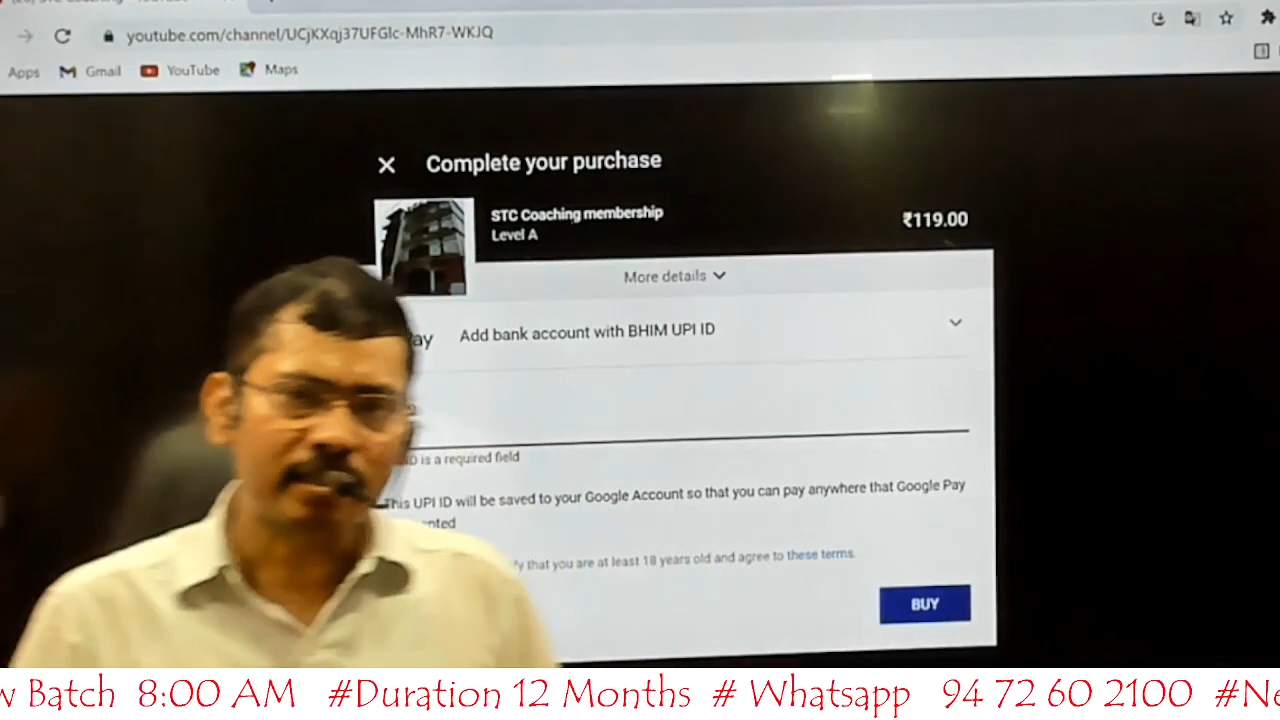 youtube.com/channel/UCjKXqj37UFGlc-MhR7-WKJQ
Apps Gmail YouTube Maps
Complete your purchase
STC Coaching membership
Level A
₹119.00
More details
Add bank account with BHIM UPI ID
is a required field
This UPI ID will be saved to your Google Account so that you can pay anywhere that Google Pay
that you are at least 18 years old and agree to these terms.
BUY
Batch 8:00 AM #Duration 12 Months # Whatsapp 94 72 60 2100 #Ne